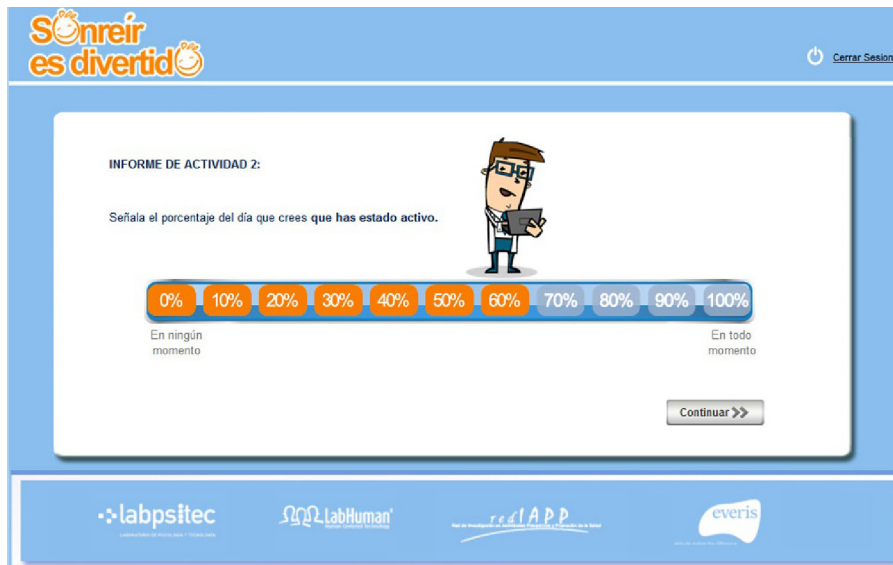 Sonreír
es divertido
Cerrar Sesion
INFORME DE ACTIVIDAD 2:
Señala el porcentaje del día que crees que has estado activo.
0% 10% 20% 30% 40% 50% 60% 70% 80% 90% 100%
En ningún
momento
En todo
momento
Continuar
labpsitec
LabHuman
redIAPP
everis